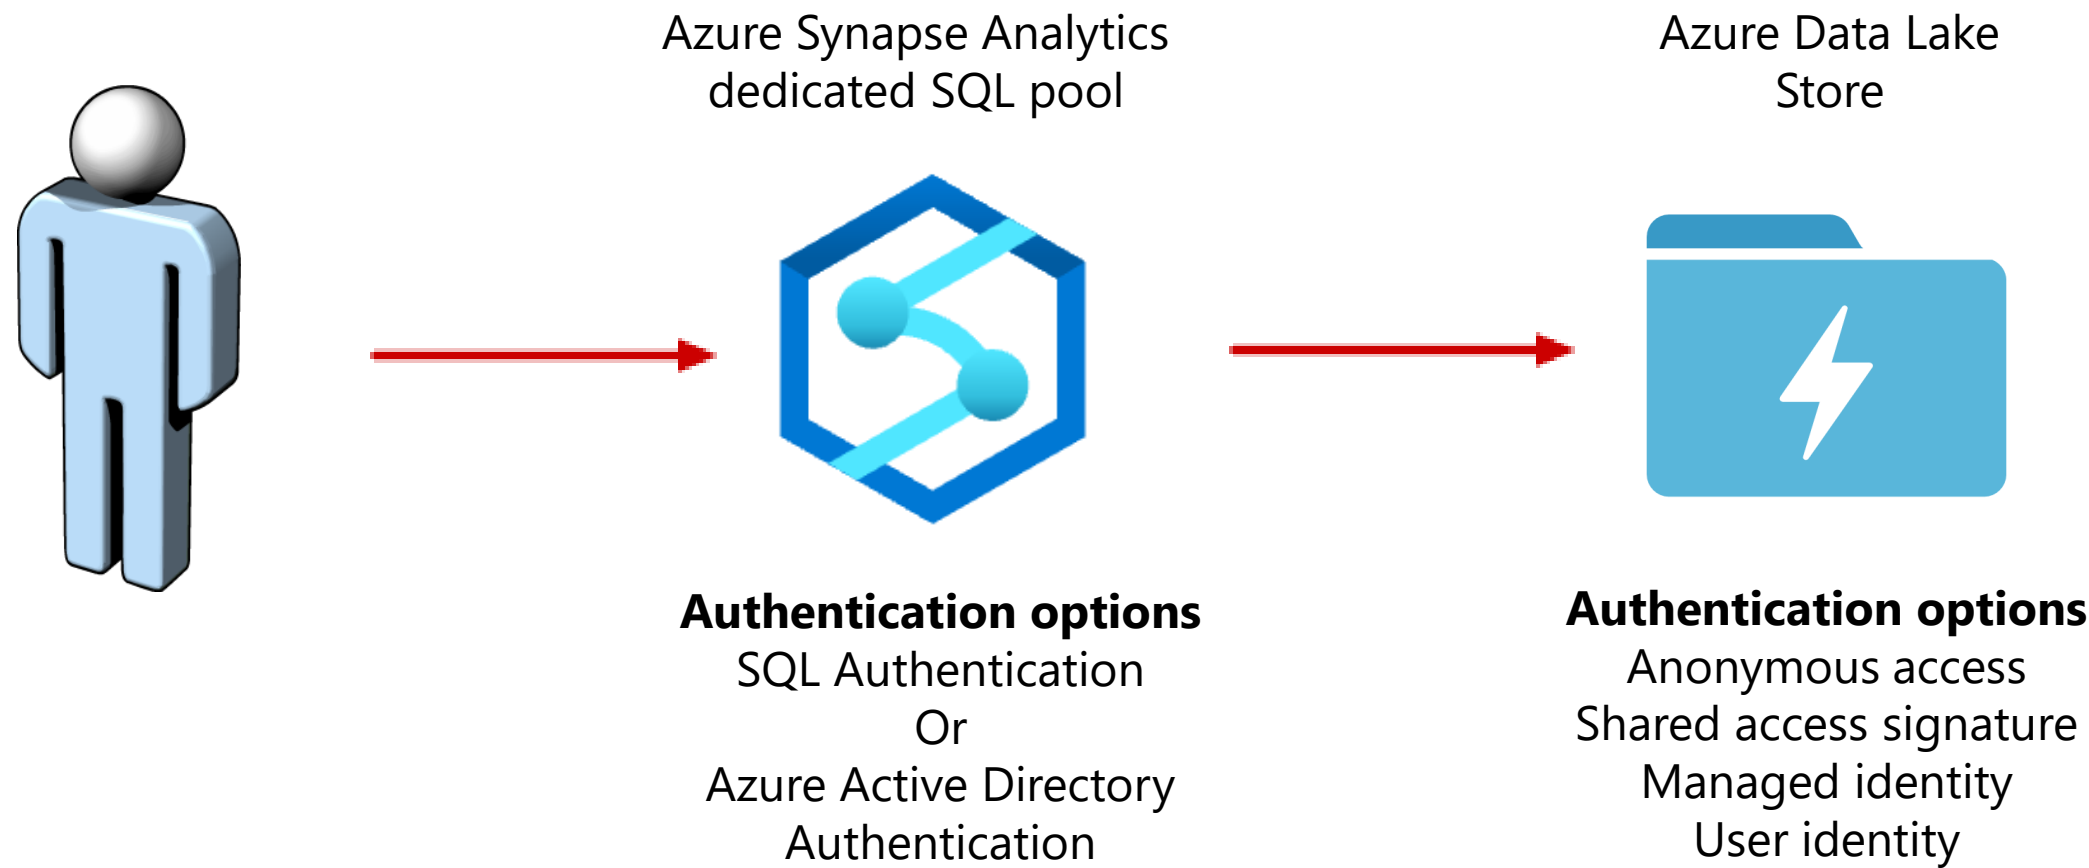 Azure Synapse Analytics
dedicated SQL pool
Azure Data Lake
Store
Authentication options
SQL Authentication
Or
Azure Active Directory
Authentication
Authentication options
Anonymous access
Shared access signature
Managed identity
User identity